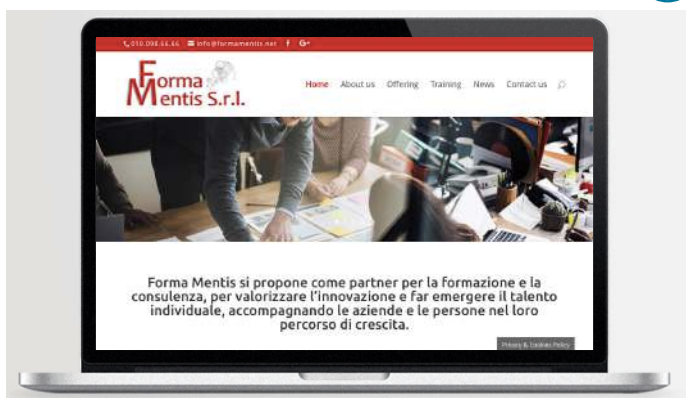 010.098.66.66 info@formamentis.net f G+
Forma
Mentis S.r.l.
Home About us Offering Training News Contact us
Forma Mentis si propone come partner per la formazione e la
consulenza, per valorizzare l'innovazione e far emergere il talento
individuale, accompagnando le aziende e le persone nel loro
percorso di crescita.
Privacy & Cookies Policy